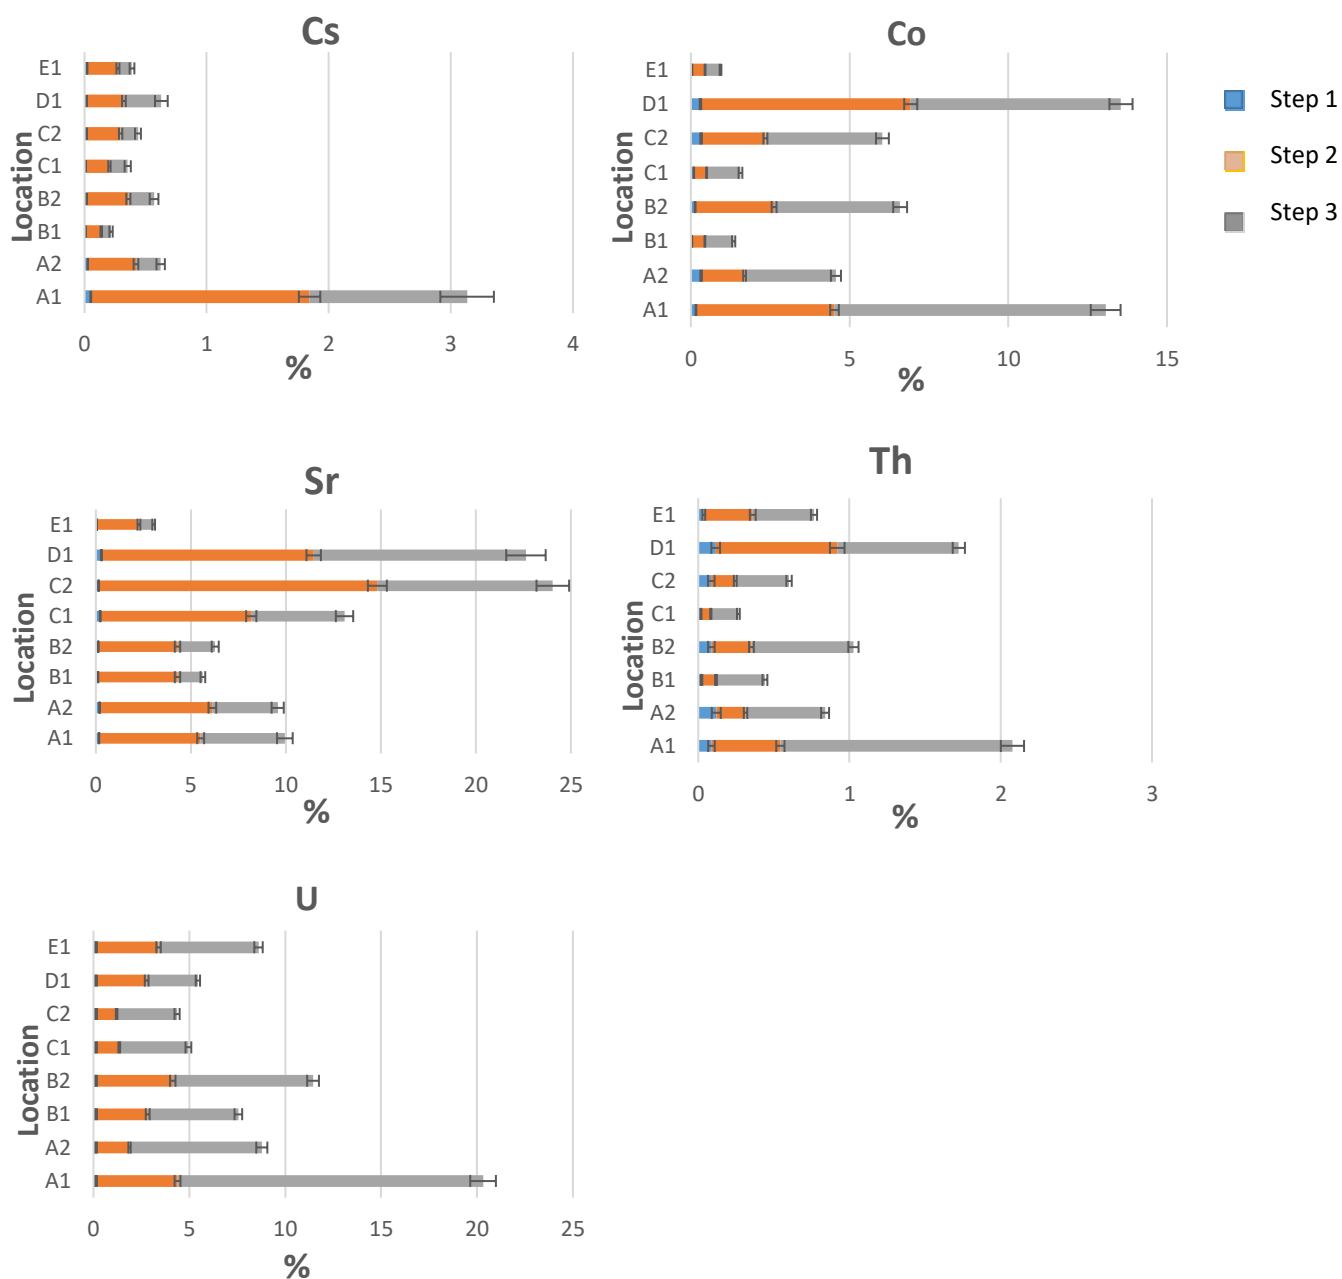 Cs
Location
E1
D1
C2
C1
B2
B1
A2
A1
0 1 2 3 4
%
Co
Location
E1
D1
C2
C1
B2
B1
A2
A1
0 5 10 15
%
Step 1
Step 2
Step 3
Sr
Location
E1
D1
C2
C1
B2
B1
A2
A1
0 5 10 15 20 25
%
Th
Location
E1
D1
C2
C1
B2
B1
A2
A1
0 1 2 3
%
U
Location
E1
D1
C2
C1
B2
B1
A2
A1
0 5 10 15 20 25
%